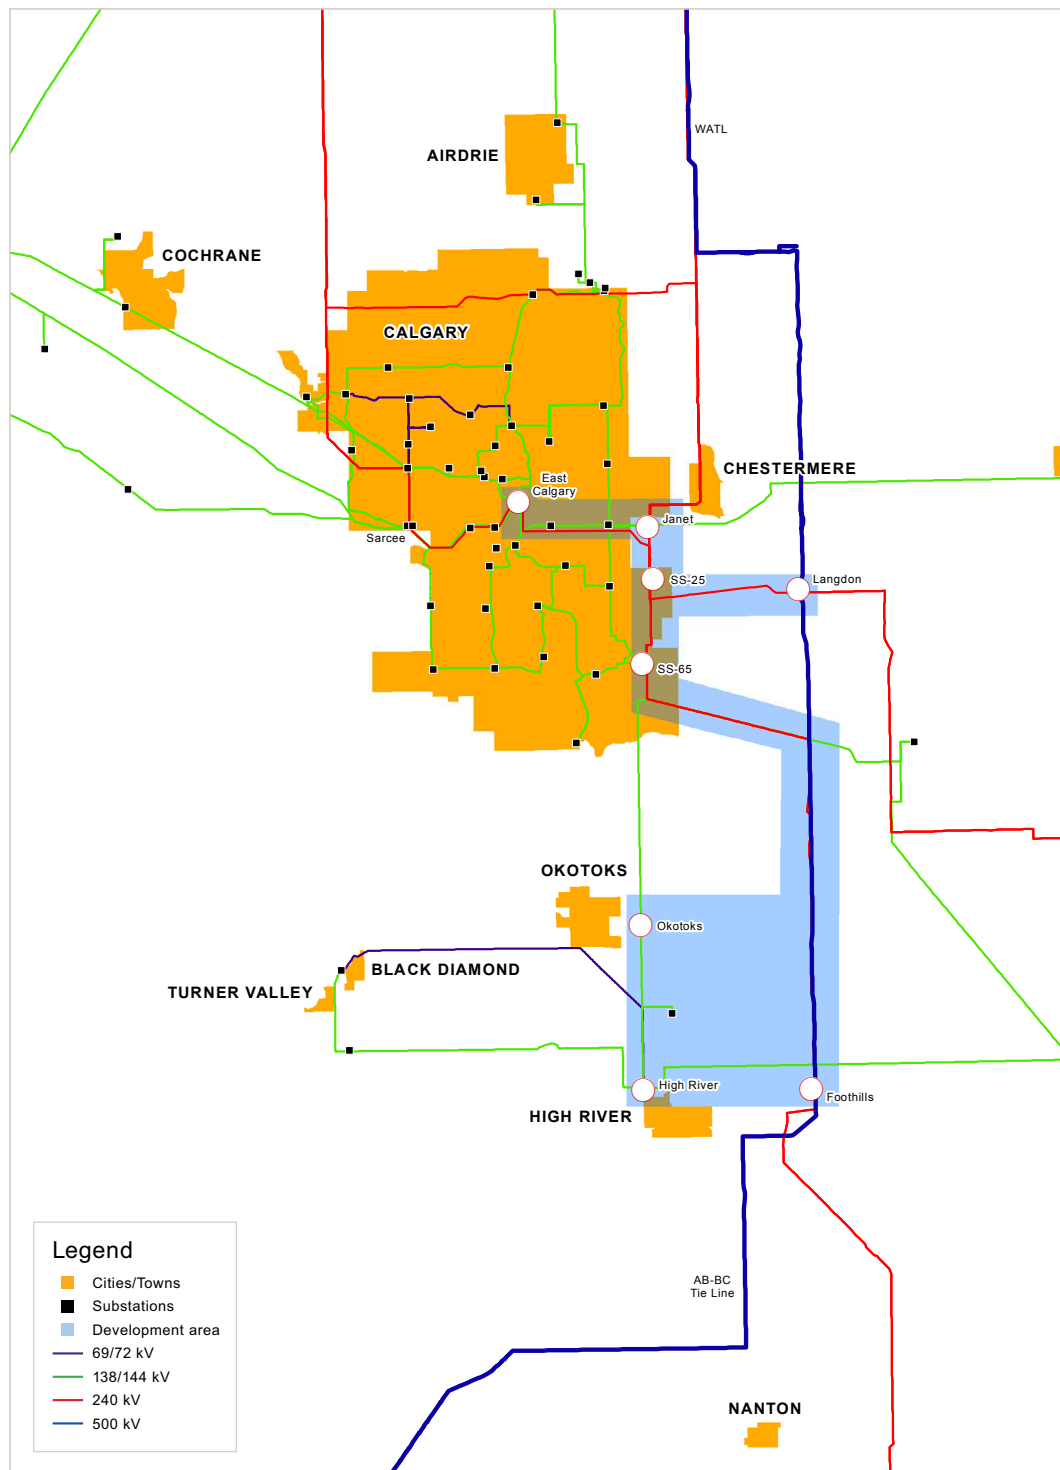 WATL
AIRDRIE
COCHRANE
CALGARY
CHESTERMERE
East
Calgary
Janet
Sarcee
SS-25
Langdon
SS-65
OKOTOKS
Okotoks
BLACK DIAMOND
TURNER VALLEY
High River
Foothills
HIGH RIVER
AB-BC
Tie Line
NANTON
Legend
Cities/Towns
Substations
Development area
69/72 kV
138/144 kV
240 kV
500 kV